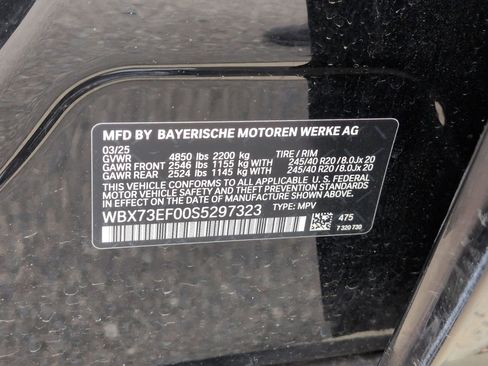 MFD BY BAYERISCHE MOTOREN WERKE AG
03/25
GVWR 4850 lbs 2200 kg TIRE / RIM
GAWR FRONT 2546 lbs 1155 kg WITH 245/40 R20 / 8.0Jx 20
GAWR REAR 2524 lbs 1145 kg WITH 245/40 R20 / 8.0Jx 20
THIS VEHICLE CONFORMS TO ALL APPLICABLE U.S. FEDERAL
MOTOR VEHICLE SAFETY AND THEFT PREVENTION STANDARDS
IN EFFECT ON THE DATE OF MANUFACTURE SHOWN ABOVE.
WBX73EF00S5297323 TYPE: MPV
475
7 320 730